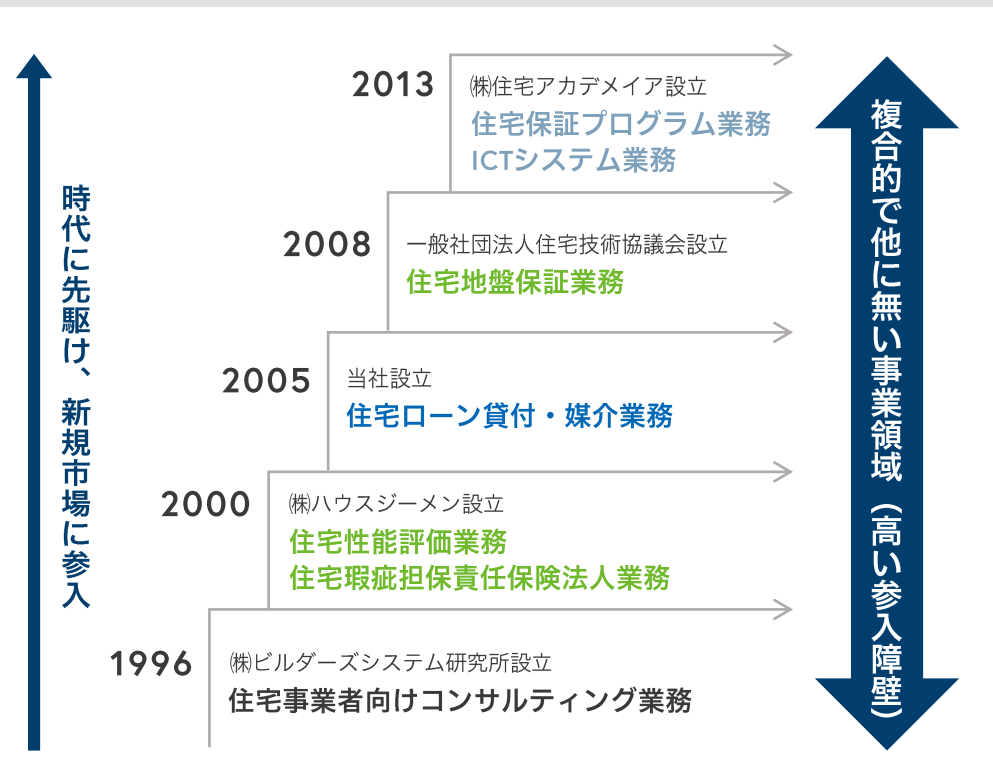 時代に先駆け、新規市場に参入
2013
㈱住宅アカデメイア設立
住宅保証プログラム業務
ICTシステム業務
2008
一般社団法人住宅技術協議会設立
住宅地盤保証業務
2005
当社設立
住宅ローン貸付・媒介業務
2000
㈱ハウスジーメン設立
住宅性能評価業務
住宅瑕疵担保責任保険法人業務
1996
㈱ビルダーズシステム研究所設立
住宅事業者向けコンサルティング業務
複合的で他に無い事業領域（高い参入障壁）